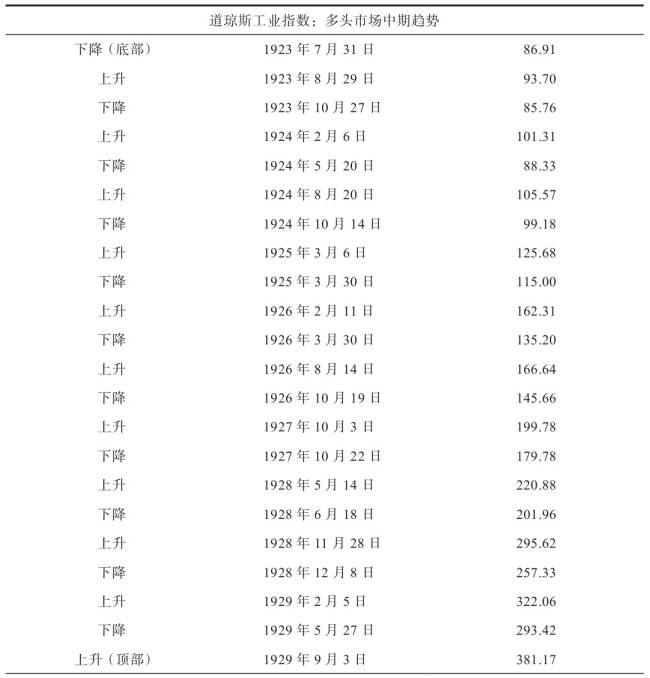 道琼斯工业指数：多头市场中期趋势
下降（底部） 1923 年 7 月 31 日 86.91
上升 1923 年 8 月 29 日 93.70
下降 1923 年 10 月 27 日 85.76
上升 1924 年 2 月 6 日 101.31
下降 1924 年 5 月 20 日 88.33
上升 1924 年 8 月 20 日 105.57
下降 1924 年 10 月 14 日 99.18
上升 1925 年 3 月 6 日 125.68
下降 1925 年 3 月 30 日 115.00
上升 1926 年 2 月 11 日 162.31
下降 1926 年 3 月 30 日 135.20
上升 1926 年 8 月 14 日 166.64
下降 1926 年 10 月 19 日 145.66
上升 1927 年 10 月 3 日 199.78
下降 1927 年 10 月 22 日 179.78
上升 1928 年 5 月 14 日 220.88
下降 1928 年 6 月 18 日 201.96
上升 1928 年 11 月 28 日 295.62
下降 1928 年 12 月 8 日 257.33
上升 1929 年 2 月 5 日 322.06
下降 1929 年 5 月 27 日 293.42
上升（顶部） 1929 年 9 月 3 日 381.17